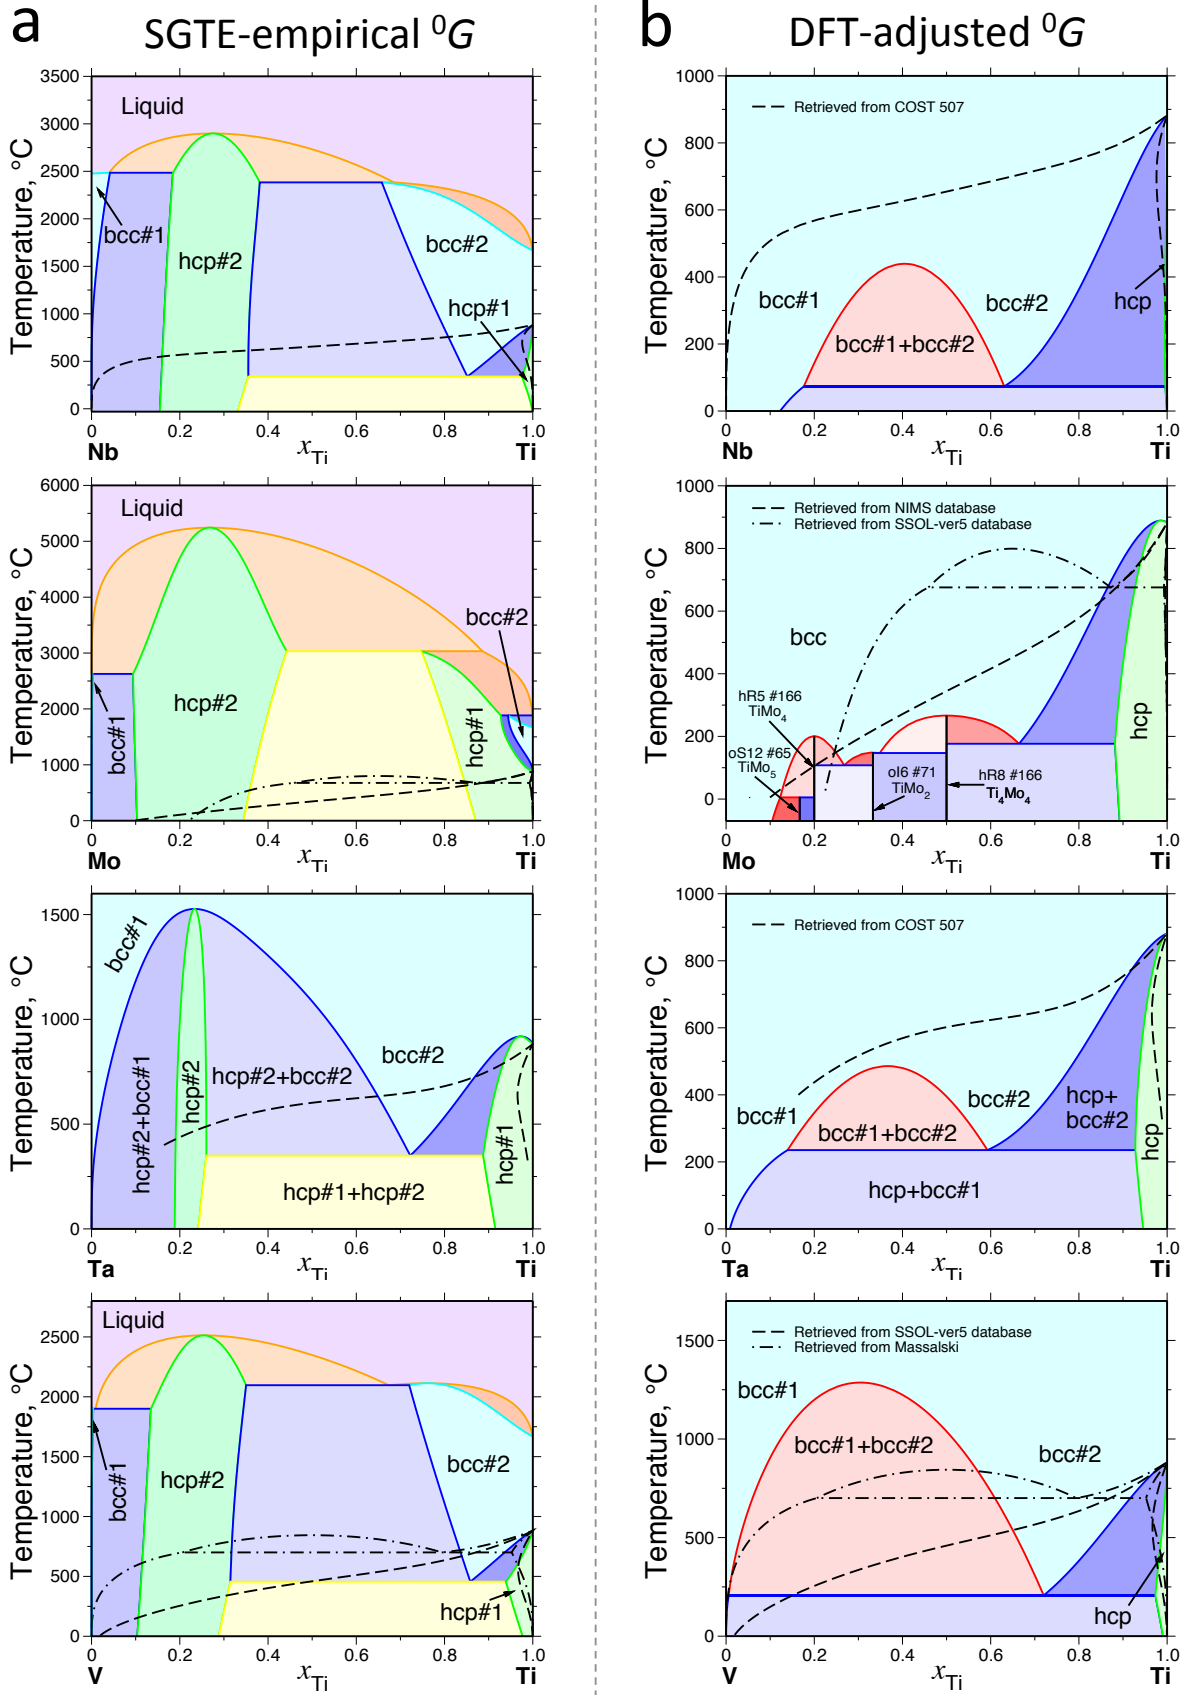 a SGTE-empirical ⁰G
3500
3000
2500
2000
1500
1000
500
0
Temperature, °C
Liquid
bcc#1
hcp#2
bcc#2
hcp#1
0 0.2 0.4 0.6 0.8 1.0
Nb xTi Ti
6000
5000
4000
3000
2000
1000
0
Temperature, °C
Liquid
bcc#2
hcp#2
bcc#1
hcp#1
0 0.2 0.4 0.6 0.8 1.0
Mo xTi Ti
1500
1000
500
0
Temperature, °C
bcc#1
bcc#2
hcp#2+bcc#1
hcp#2
hcp#2+bcc#2
hcp#1
hcp#1+hcp#2
0 0.2 0.4 0.6 0.8 1.0
Ta xTi Ti
2500
2000
1500
1000
500
0
Temperature, °C
Liquid
bcc#1
hcp#2
bcc#2
hcp#1
0 0.2 0.4 0.6 0.8 1.0
V xTi Ti
b DFT-adjusted ⁰G
1000
800
600
400
200
0
Temperature, °C
Retrieved from COST 507
bcc#1
bcc#2
hcp
bcc#1+bcc#2
0 0.2 0.4 0.6 0.8 1.0
Nb xTi Ti
1000
800
600
400
200
0
Temperature, °C
Retrieved from NIMS database
Retrieved from SSOL-ver5 database
bcc
hR5 #166
TiMo4
oS12 #65
TiMo5
oI6 #71
TiMo2
hR8 #166
Ti4Mo4
hcp
0 0.2 0.4 0.6 0.8 1.0
Mo xTi Ti
1000
800
600
400
200
0
Temperature, °C
Retrieved from COST 507
bcc#1
bcc#2
bcc#1+bcc#2
hcp+
bcc#2
hcp
hcp+bcc#1
0 0.2 0.4 0.6 0.8 1.0
Ta xTi Ti
1500
1000
500
0
Temperature, °C
Retrieved from SSOL-ver5 database
Retrieved from Massalski
bcc#1
bcc#1+bcc#2
bcc#2
hcp
0 0.2 0.4 0.6 0.8 1.0
V xTi Ti